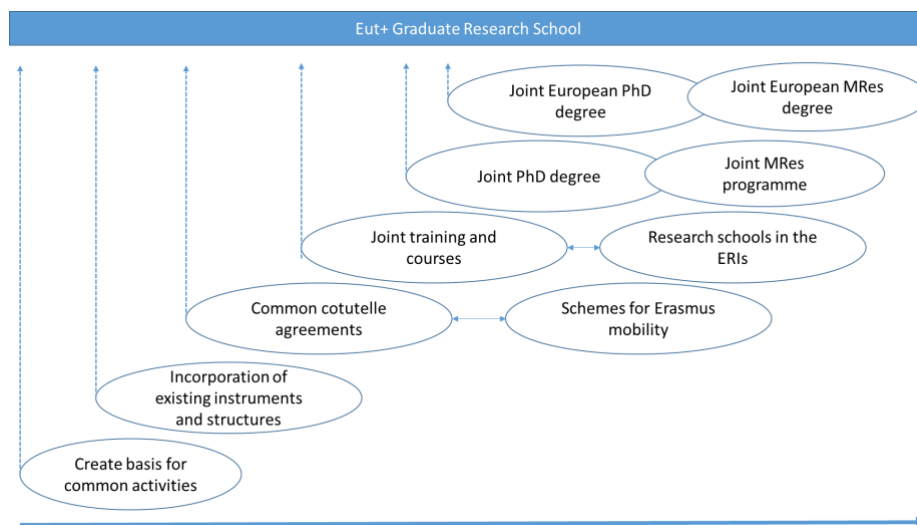 Eut+ Graduate Research School
Joint European PhD
degree
Joint European MRes
degree
Joint PhD degree
Joint MRes
programme
Joint training and
courses
Research schools in the
ERIs
Common cotutelle
agreements
Schemes for Erasmus
mobility
Incorporation of
existing instruments
and structures
Create basis for
common activities